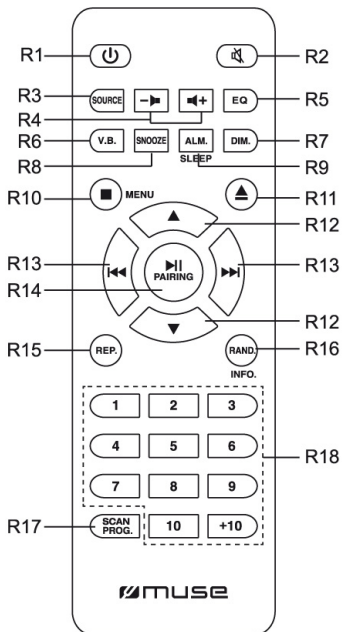 R1
R2
R3 SOURCE - + EQ R5
R4
R6 V.B. SNOOZE ALM. DIM. R7
R8 SLEEP R9
R10 MENU R11
R12
R13 R13
PAIRING
R14
R12
R15 REP. RAND. R16
INFO.
1 2 3
4 5 6
R18
7 8 9
R17 SCAN PROG. 10 +10
muse